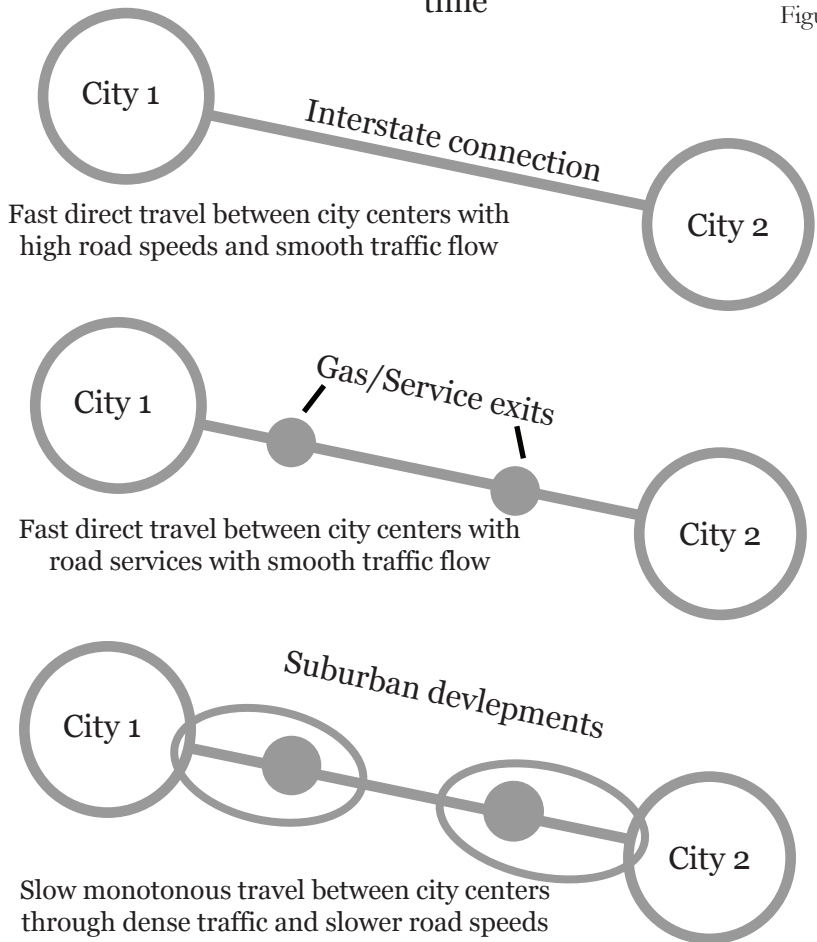 time
Figu
City 1
Interstate connection
City 2
Fast direct travel between city centers with
high road speeds and smooth traffic flow
City 1
Gas/Service exits
City 2
Fast direct travel between city centers with
road services with smooth traffic flow
City 1
Suburban devlepments
City 2
Slow monotonous travel between city centers
through dense traffic and slower road speeds